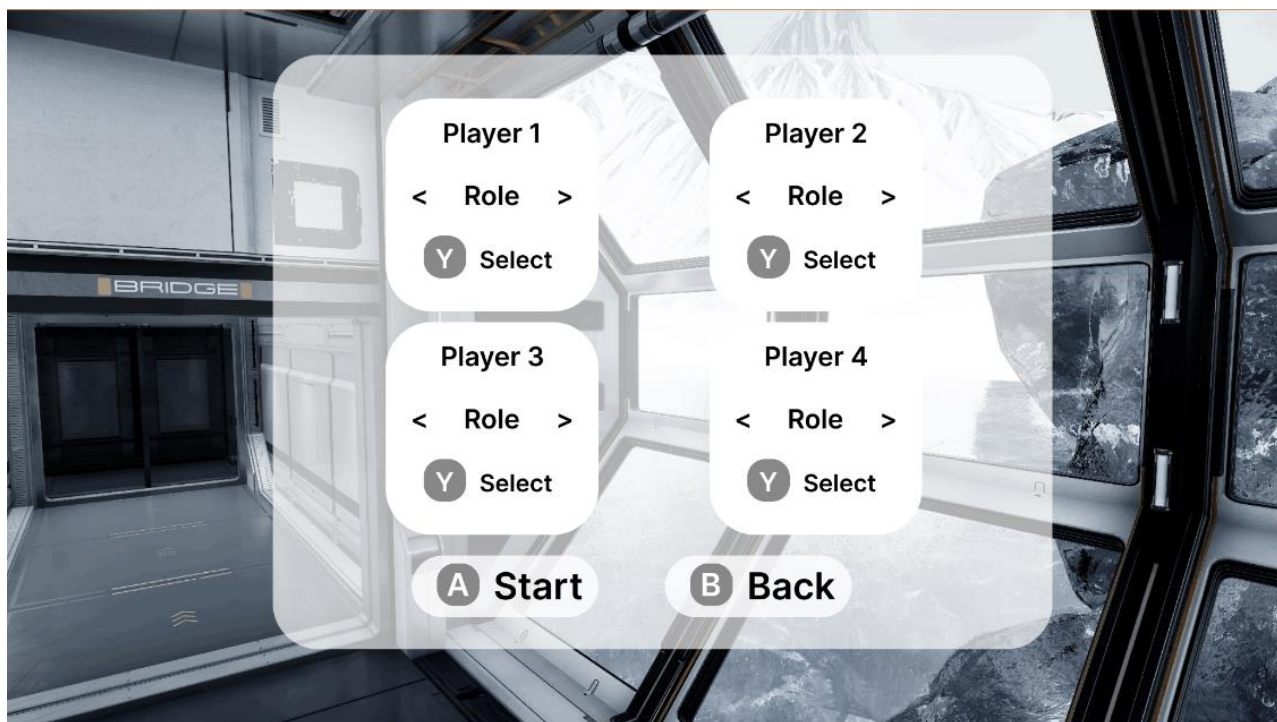 Player 1
< Role >
Y Select
Player 2
< Role >
Y Select
BRIDGE
Player 3
< Role >
Y Select
Player 4
< Role >
Y Select
A Start
B Back